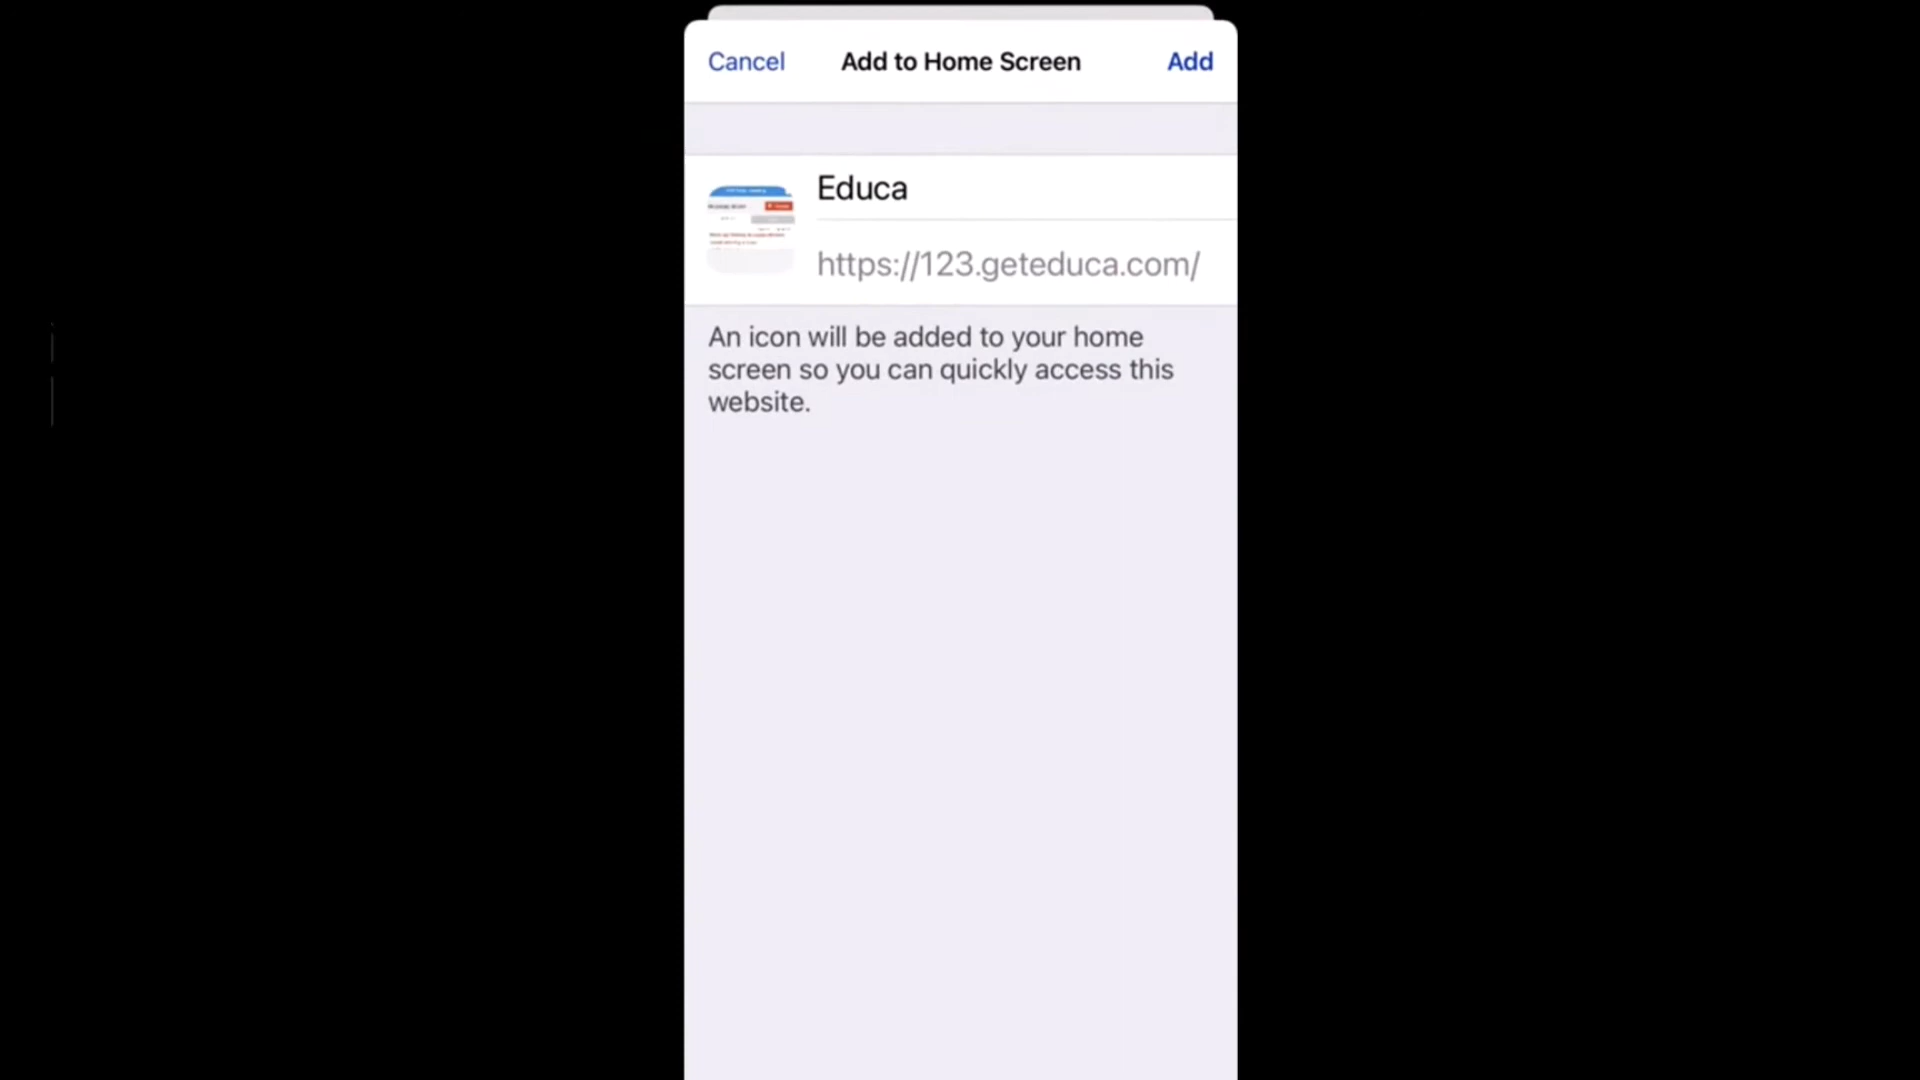 Cancel Add to Home Screen Add
Educa
https://123.geteduca.com/
An icon will be added to your home
screen so you can quickly access this
website.